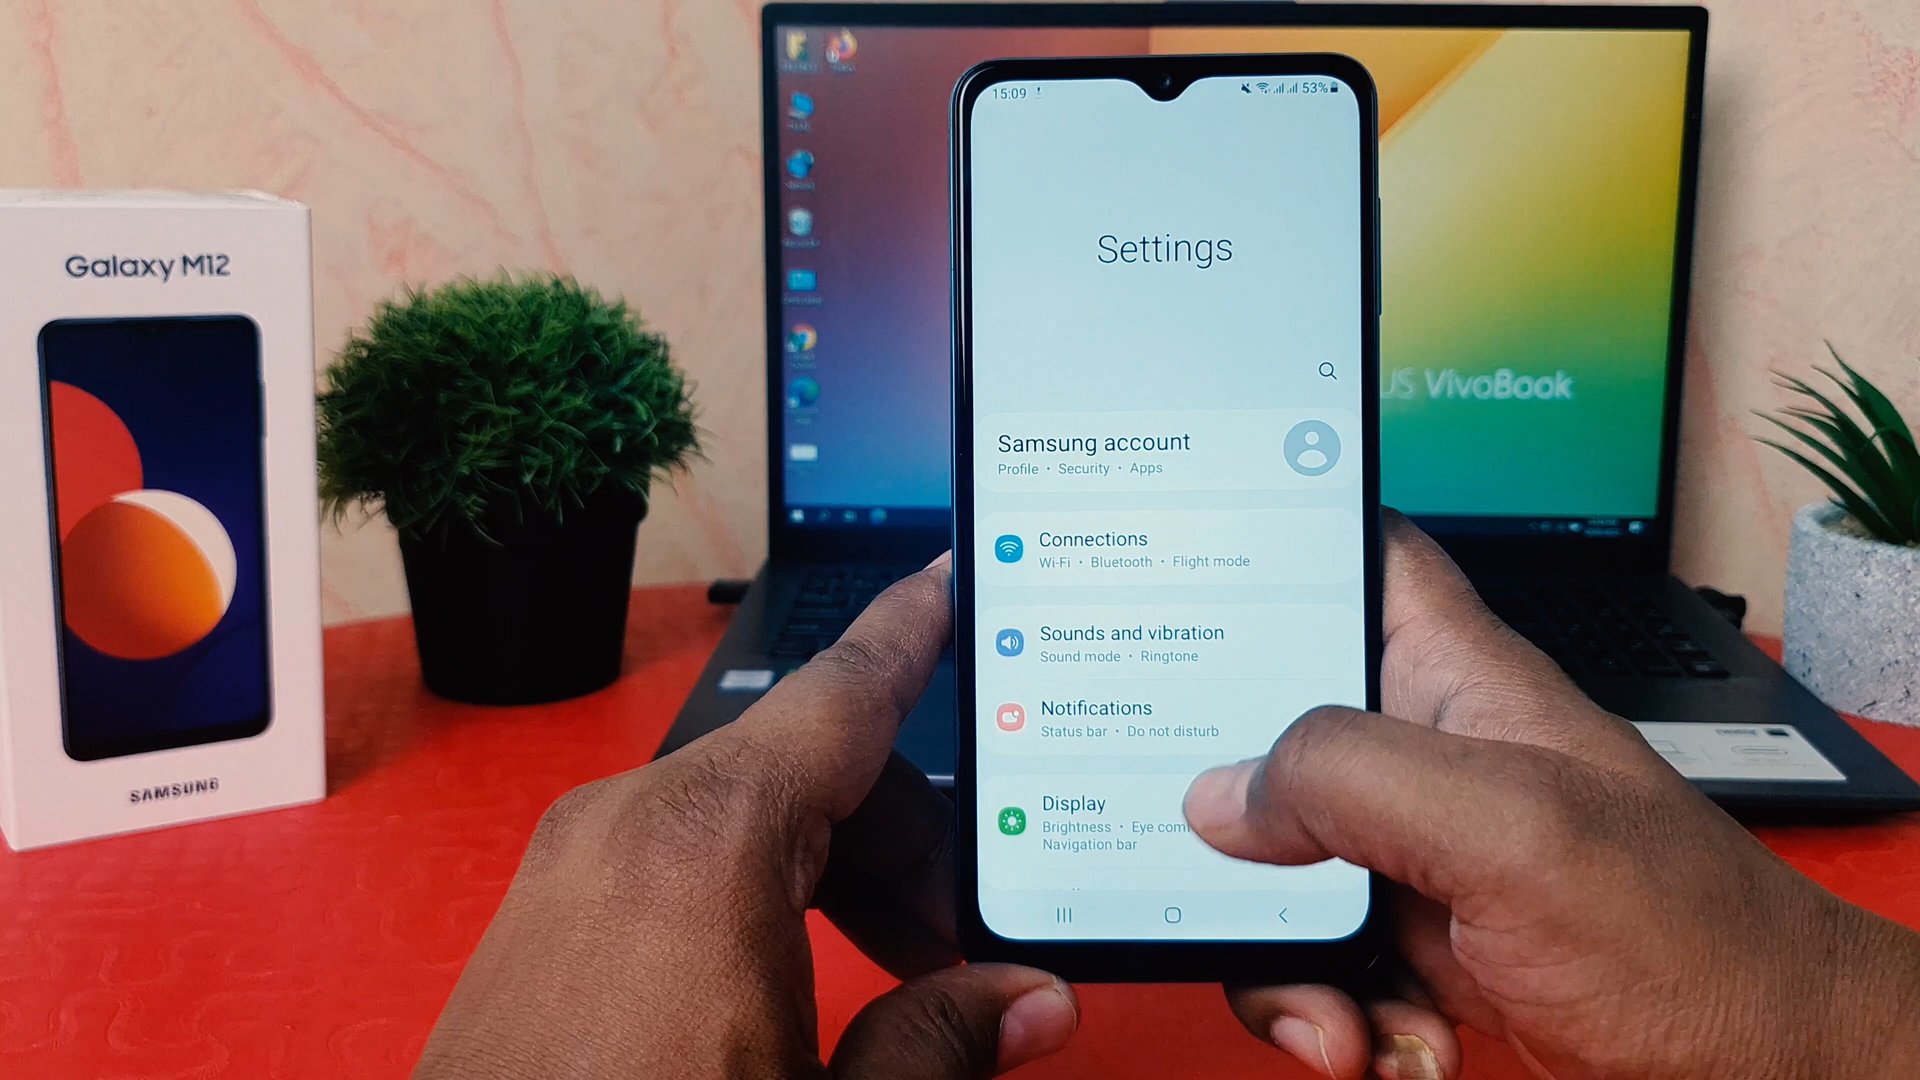 Galaxy M12
SAMSUNG
15:09
53%
Settings
Samsung account
Profile • Security • Apps
Connections
Wi-Fi • Bluetooth • Flight mode
Sounds and vibration
Sound mode • Ringtone
Notifications
Status bar • Do not disturb
Display
Brightness • Eye com
Navigation bar
US VivoBook